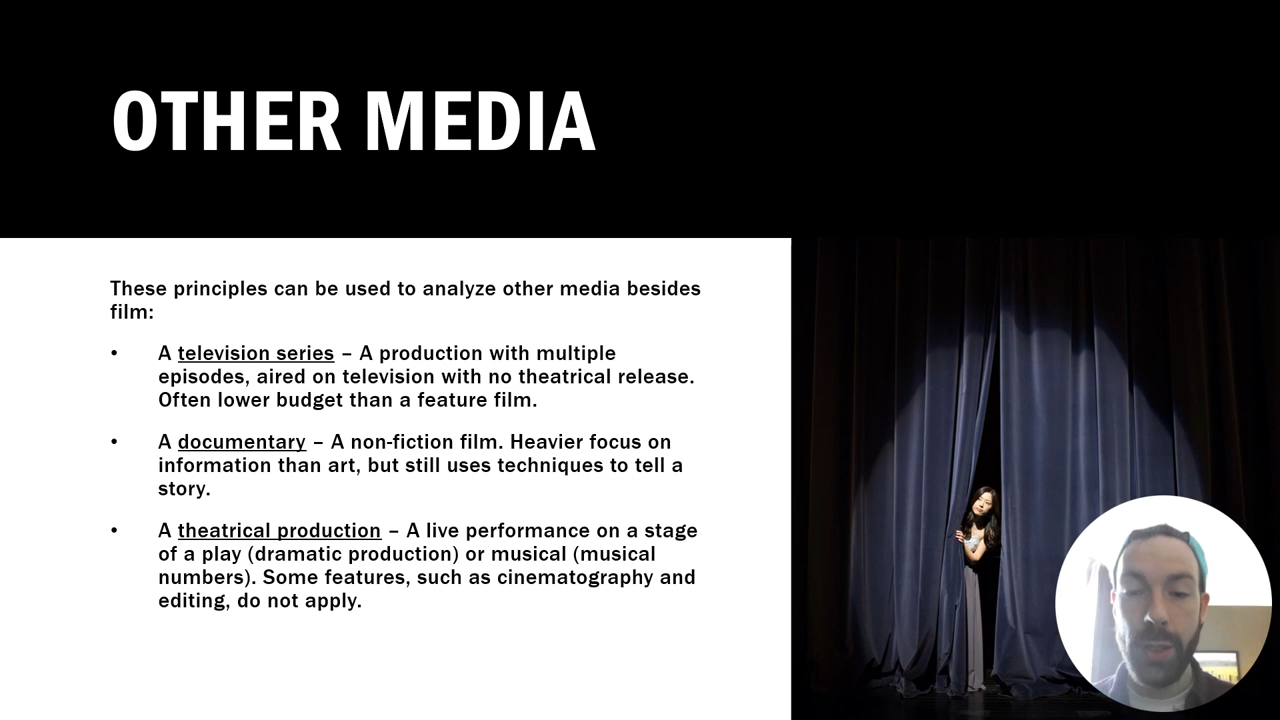 OTHER MEDIA
These principles can be used to analyze other media besides
film:
• A television series – A production with multiple
episodes, aired on television with no theatrical release.
Often lower budget than a feature film.
• A documentary – A non-fiction film. Heavier focus on
information than art, but still uses techniques to tell a
story.
• A theatrical production – A live performance on a stage
of a play (dramatic production) or musical (musical
numbers). Some features, such as cinematography and
editing, do not apply.